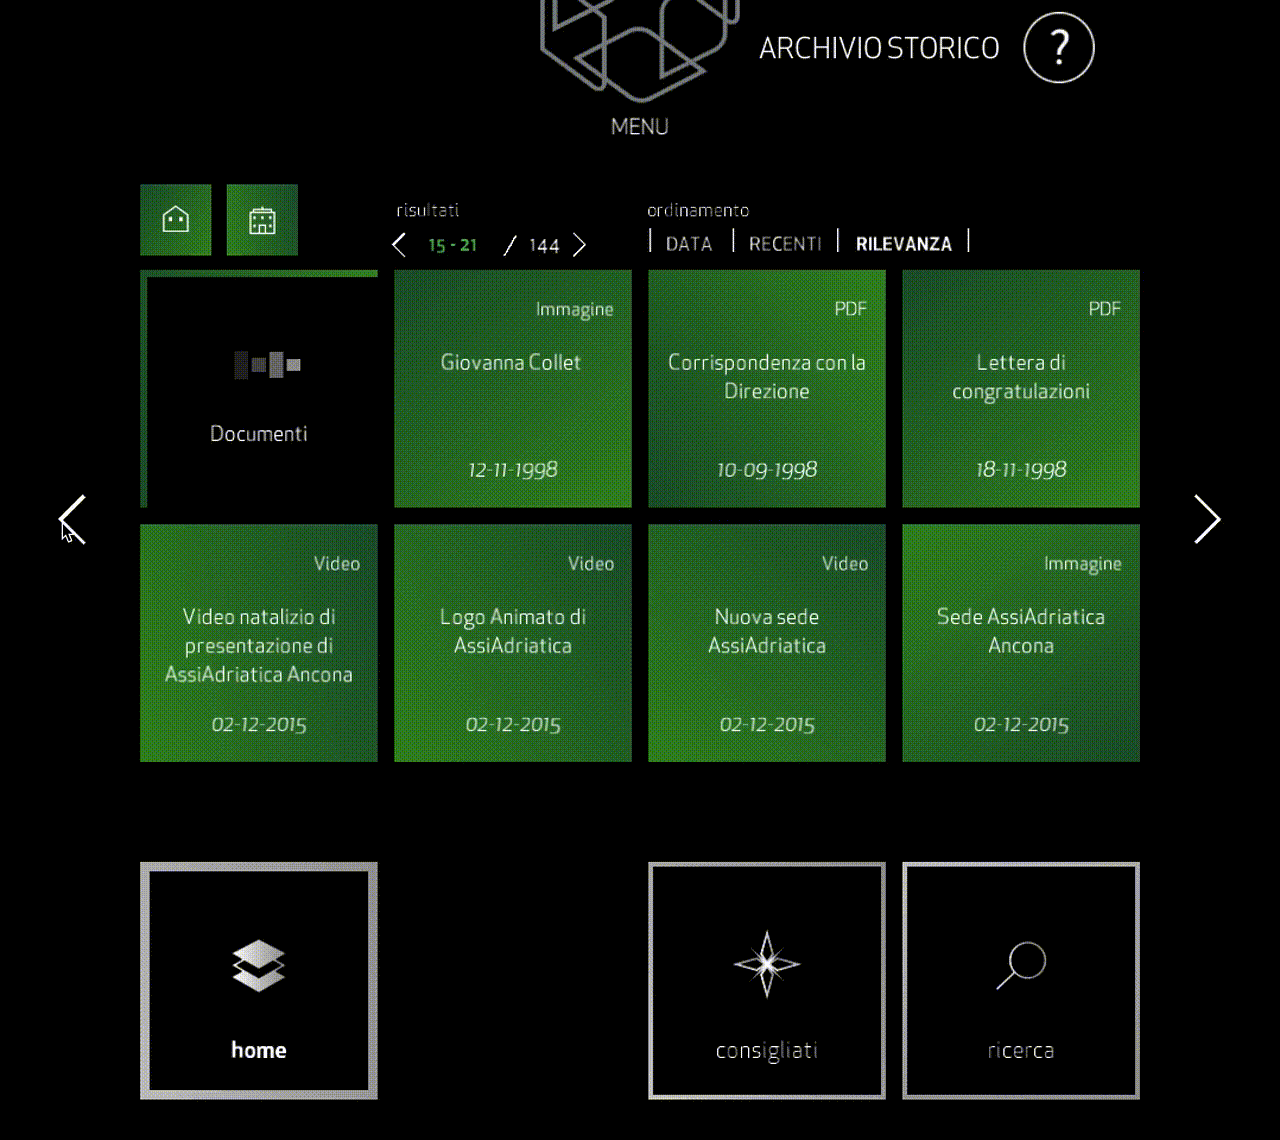 ARCHIVIO STORICO
?
MENU
risultati
15 - 21 / 144
ordinamento
DATA
RECENTI
RILEVANZA
Documenti
Immagine
Giovanna Collet
12-11-1998
PDF
Corrispondenza con la
Direzione
10-09-1998
PDF
Lettera di
congratulazioni
18-11-1998
Video
Video natalizio di
presentazione di
AssiAdriatica Ancona
02-12-2015
Video
Logo Animato di
AssiAdriatica
02-12-2015
Video
Nuova sede
AssiAdriatica
02-12-2015
Immagine
Sede AssiAdriatica
Ancona
02-12-2015
home
consigliati
ricerca